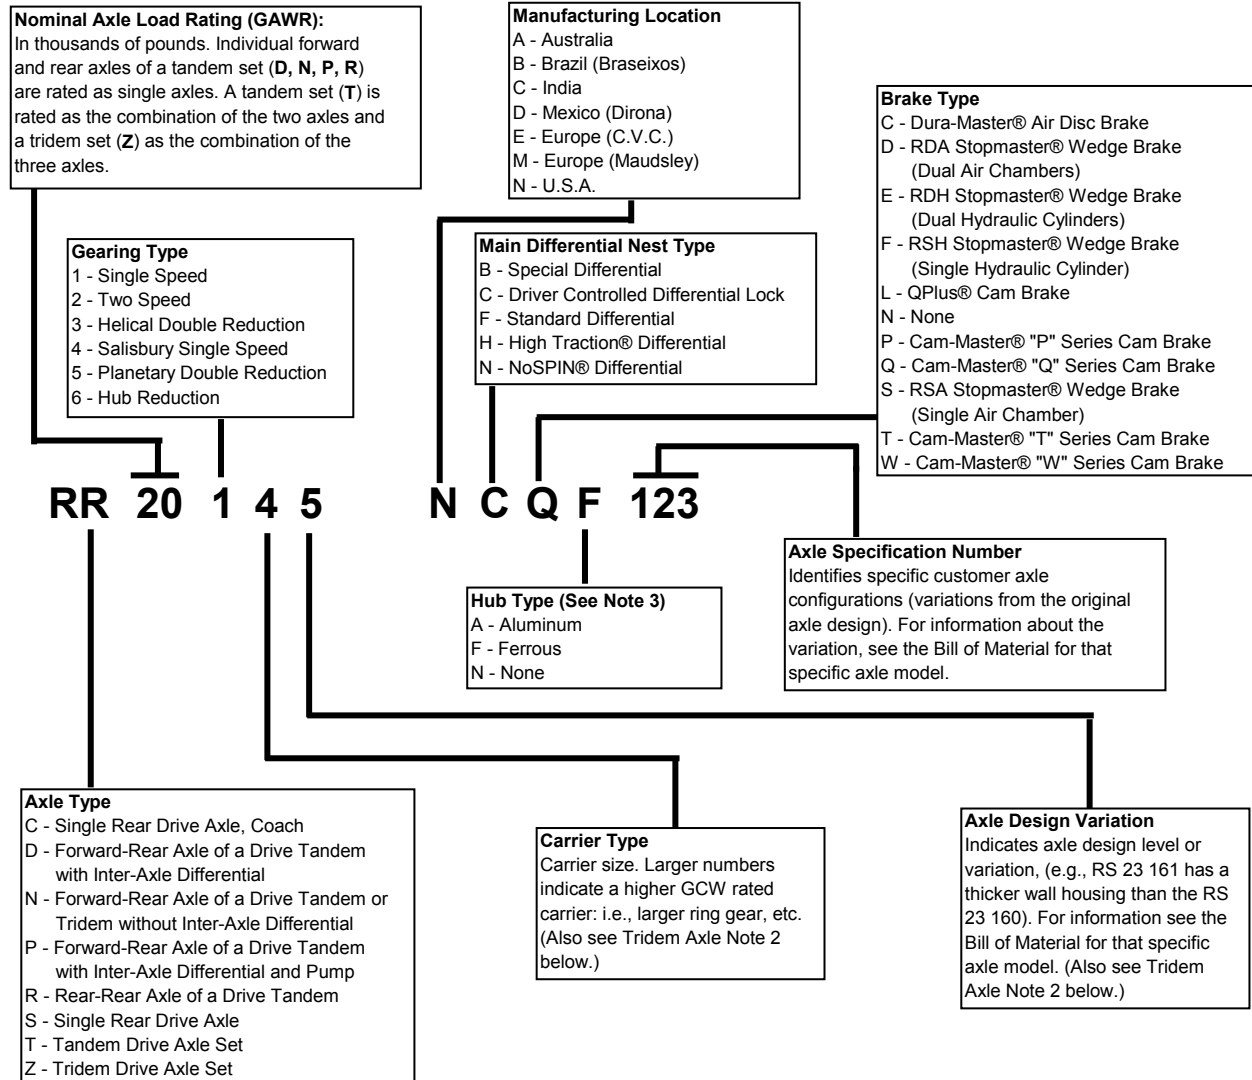 Nominal Axle Load Rating (GAWR):
In thousands of pounds. Individual forward
and rear axles of a tandem set (D, N, P, R)
are rated as single axles. A tandem set (T) is
rated as the combination of the two axles and
a tridem set (Z) as the combination of the
three axles.
Manufacturing Location
A - Australia
B - Brazil (Braseixos)
C - India
D - Mexico (Dirona)
E - Europe (C.V.C.)
M - Europe (Maudsley)
N - U.S.A.
Brake Type
C - Dura-Master® Air Disc Brake
D - RDA Stopmaster® Wedge Brake
(Dual Air Chambers)
E - RDH Stopmaster® Wedge Brake
(Dual Hydraulic Cylinders)
F - RSH Stopmaster® Wedge Brake
(Single Hydraulic Cylinder)
L - QPlus® Cam Brake
N - None
P - Cam-Master® "P" Series Cam Brake
Q - Cam-Master® "Q" Series Cam Brake
S - RSA Stopmaster® Wedge Brake
(Single Air Chamber)
T - Cam-Master® "T" Series Cam Brake
W - Cam-Master® "W" Series Cam Brake
Gearing Type
1 - Single Speed
2 - Two Speed
3 - Helical Double Reduction
4 - Salisbury Single Speed
5 - Planetary Double Reduction
6 - Hub Reduction
Main Differential Nest Type
B - Special Differential
C - Driver Controlled Differential Lock
F - Standard Differential
H - High Traction® Differential
N - NoSPIN® Differential
RR 20 1 4 5 N C Q F 123
Hub Type (See Note 3)
A - Aluminum
F - Ferrous
N - None
Axle Specification Number
Identifies specific customer axle
configurations (variations from the original
axle design). For information about the
variation, see the Bill of Material for that
specific axle model.
Axle Type
C - Single Rear Drive Axle, Coach
D - Forward-Rear Axle of a Drive Tandem
with Inter-Axle Differential
N - Forward-Rear Axle of a Drive Tandem or
Tridem without Inter-Axle Differential
P - Forward-Rear Axle of a Drive Tandem
with Inter-Axle Differential and Pump
R - Rear-Rear Axle of a Drive Tandem
S - Single Rear Drive Axle
T - Tandem Drive Axle Set
Z - Tridem Drive Axle Set
Carrier Type
Carrier size. Larger numbers
indicate a higher GCW rated
carrier: i.e., larger ring gear, etc.
(Also see Tridem Axle Note 2
below.)
Axle Design Variation
Indicates axle design level or
variation, (e.g., RS 23 161 has a
thicker wall housing than the RS
23 160). For information see the
Bill of Material for that specific
axle model. (Also see Tridem
Axle Note 2 below.)